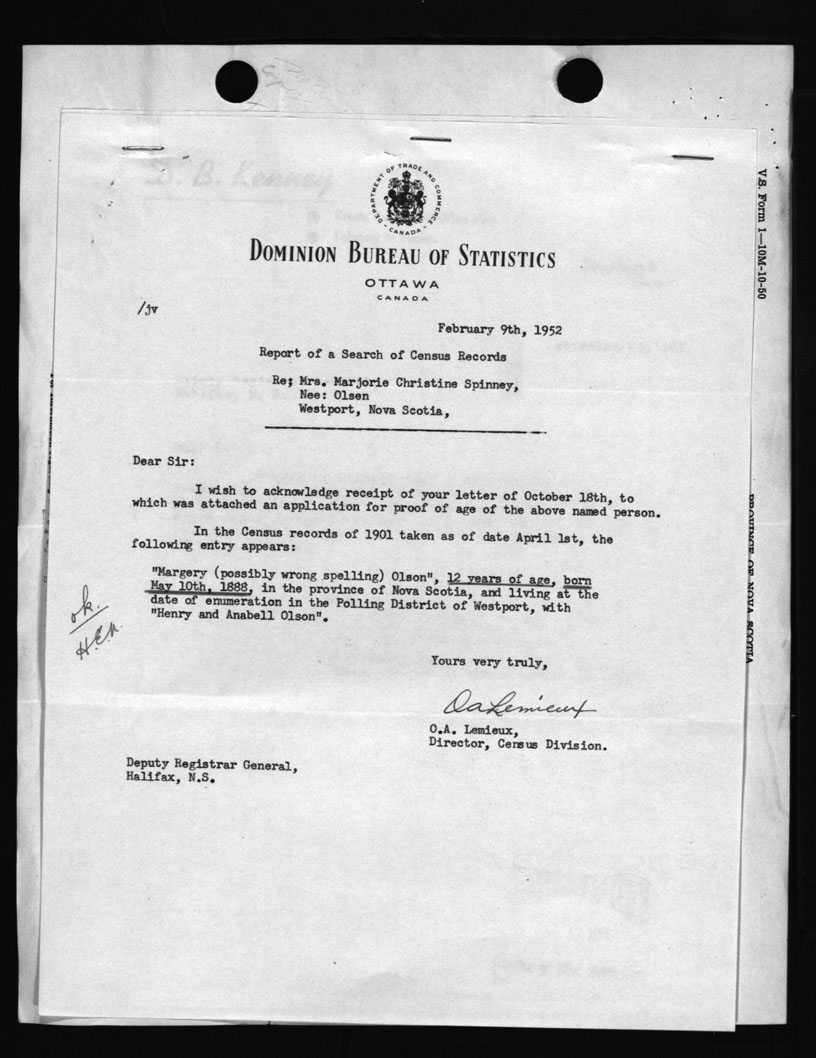 D. B. Kenney
DEPARTMENT OF TRADE AND COMMERCE
CANADA
DOMINION BUREAU OF STATISTICS
OTTAWA
CANADA
/jv
February 9th, 1952
Report of a Search of Census Records
Re; Mrs. Marjorie Christine Spinney,
Nee: Olsen
Westport, Nova Scotia,
Dear Sir:
I wish to acknowledge receipt of your letter of October 18th, to
which was attached an application for proof of age of the above named person.
In the Census records of 1901 taken as of date April 1st, the
following entry appears:
"Margery (possibly wrong spelling) Olson", 12 years of age, born
May 10th, 1888, in the province of Nova Scotia, and living at the
date of enumeration in the Polling District of Westport, with
"Henry and Anabell Olson".
ok.
Yours very truly,
OaLemieux
O.A. Lemieux,
Director, Census Division.
Deputy Registrar General,
Halifax, N.S.
V.S. Form 1—10M-10-50
PROVINCE OF NOVA SCOTIA